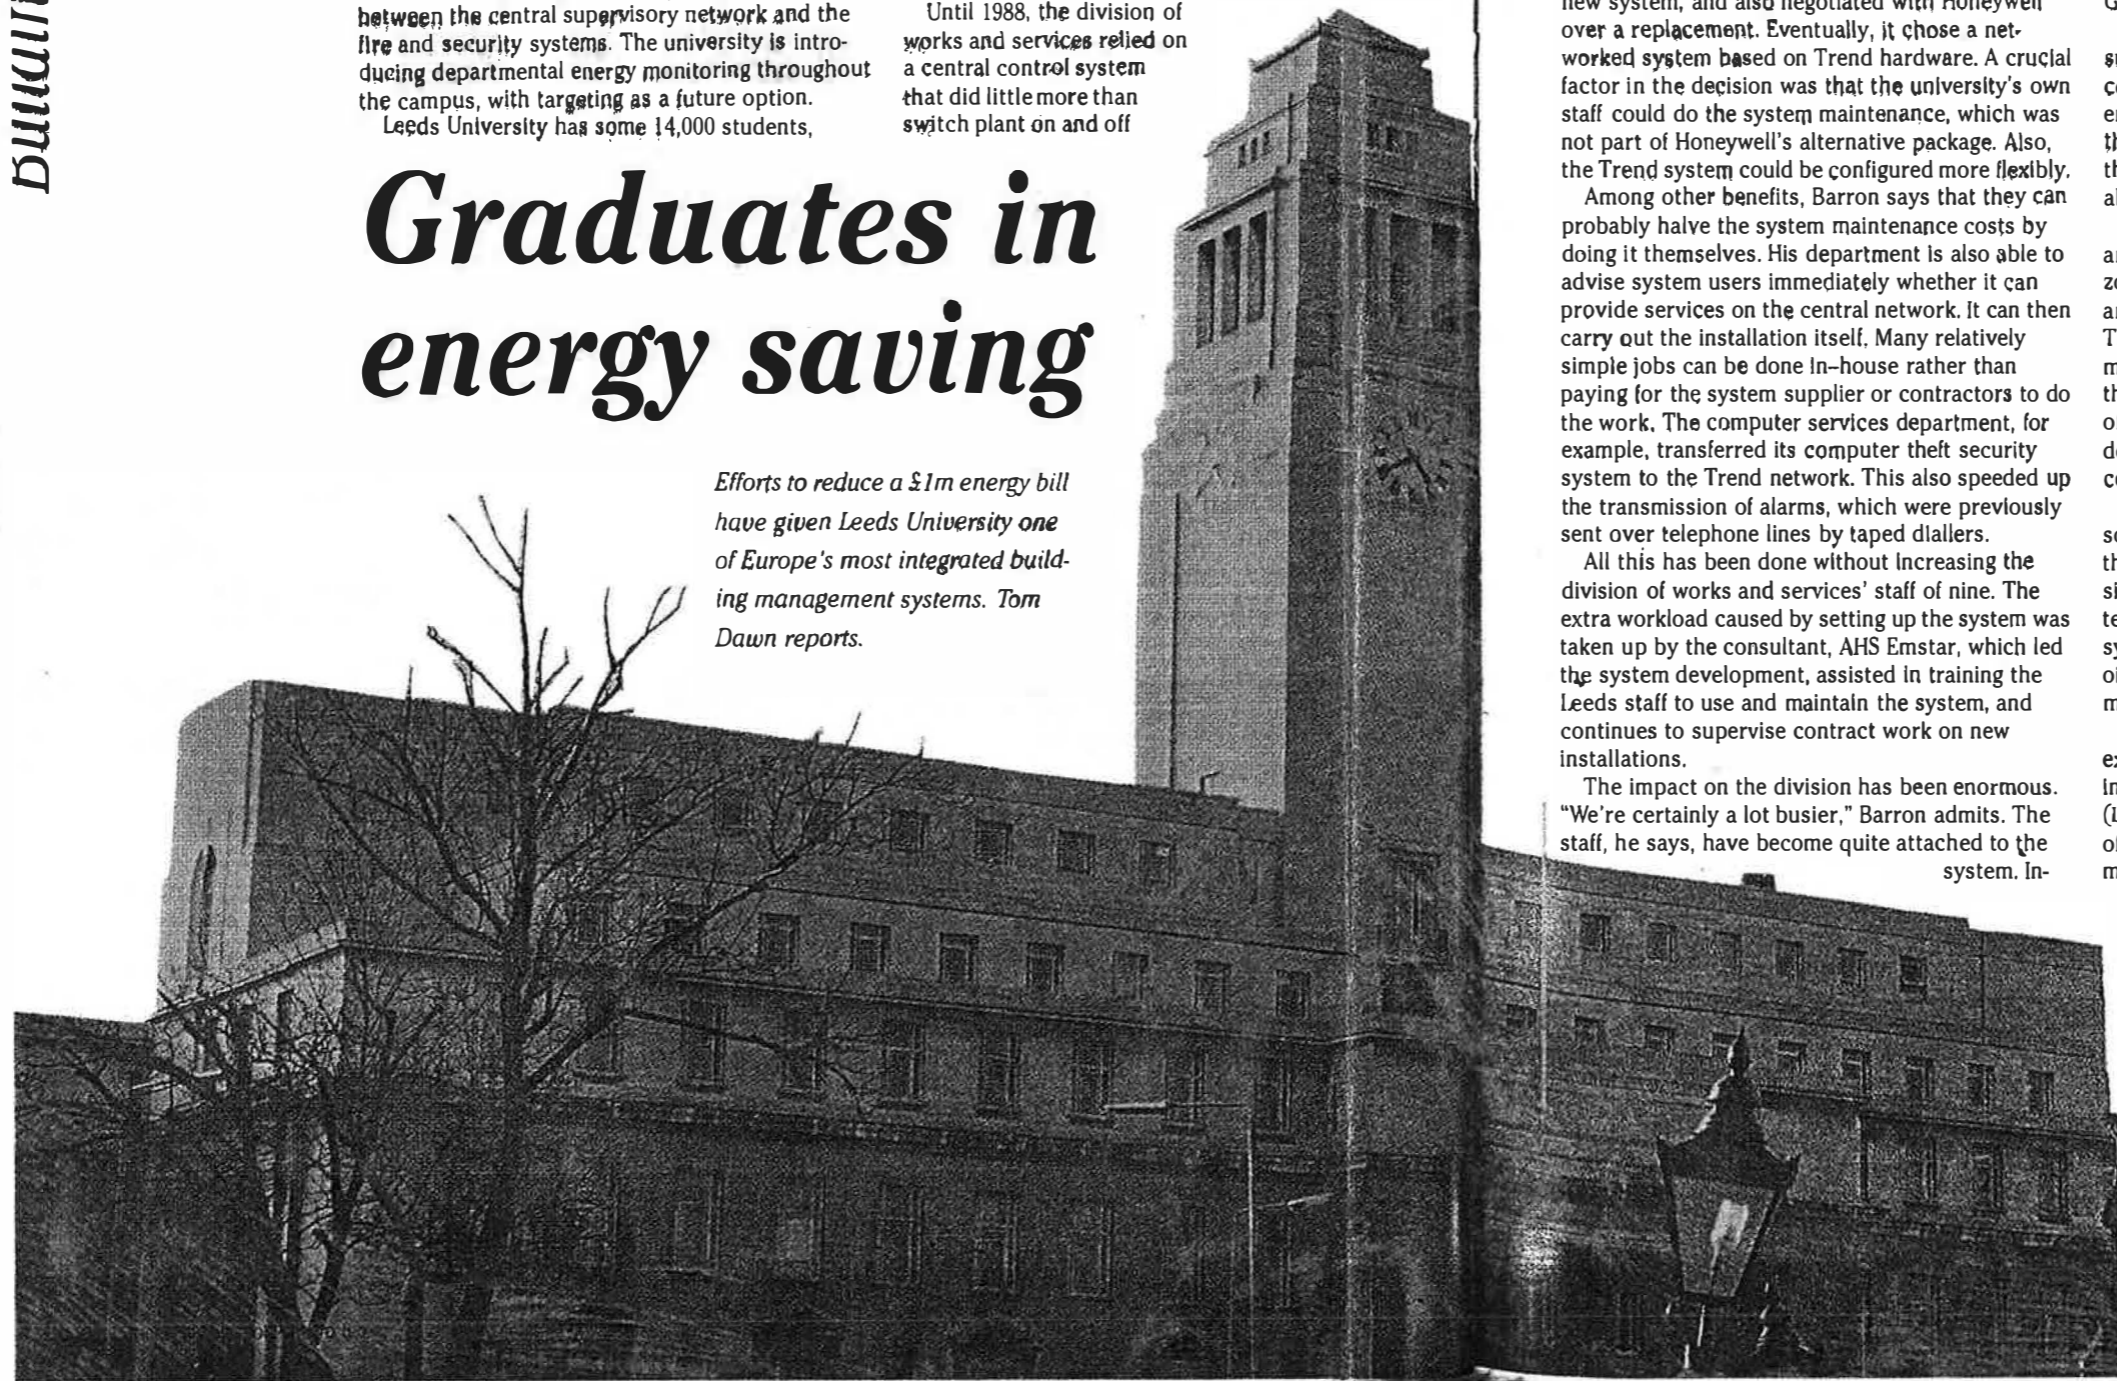 between the central supervisory network and the
fire and security systems. The university is intro-
ducing departmental energy monitoring throughout
the campus, with targeting as a future option.
Leeds University has some 14,000 students,
Until 1988, the division of
works and services relied on
a central control system
that did little more than
switch plant on and off
Graduates in
energy saving
Efforts to reduce a £1m energy bill
have given Leeds University one
of Europe's most integrated build-
ing management systems. Tom
Dawn reports.
new system, and also negotiated with Honeywell
over a replacement. Eventually, it chose a net-
worked system based on Trend hardware. A crucial
factor in the decision was that the university's own
staff could do the system maintenance, which was
not part of Honeywell's alternative package. Also,
the Trend system could be configured more flexibly.
Among other benefits, Barron says that they can
probably halve the system maintenance costs by
doing it themselves. His department is also able to
advise system users immediately whether it can
provide services on the central network. It can then
carry out the installation itself. Many relatively
simple jobs can be done in-house rather than
paying for the system supplier or contractors to do
the work. The computer services department, for
example, transferred its computer theft security
system to the Trend network. This also speeded up
the transmission of alarms, which were previously
sent over telephone lines by taped diallers.
All this has been done without increasing the
division of works and services' staff of nine. The
extra workload caused by setting up the system was
taken up by the consultant, AHS Emstar, which led
the system development, assisted in training the
Leeds staff to use and maintain the system, and
continues to supervise contract work on new
installations.
The impact on the division has been enormous.
"We're certainly a lot busier," Barron admits. The
staff, he says, have become quite attached to the
system. In-